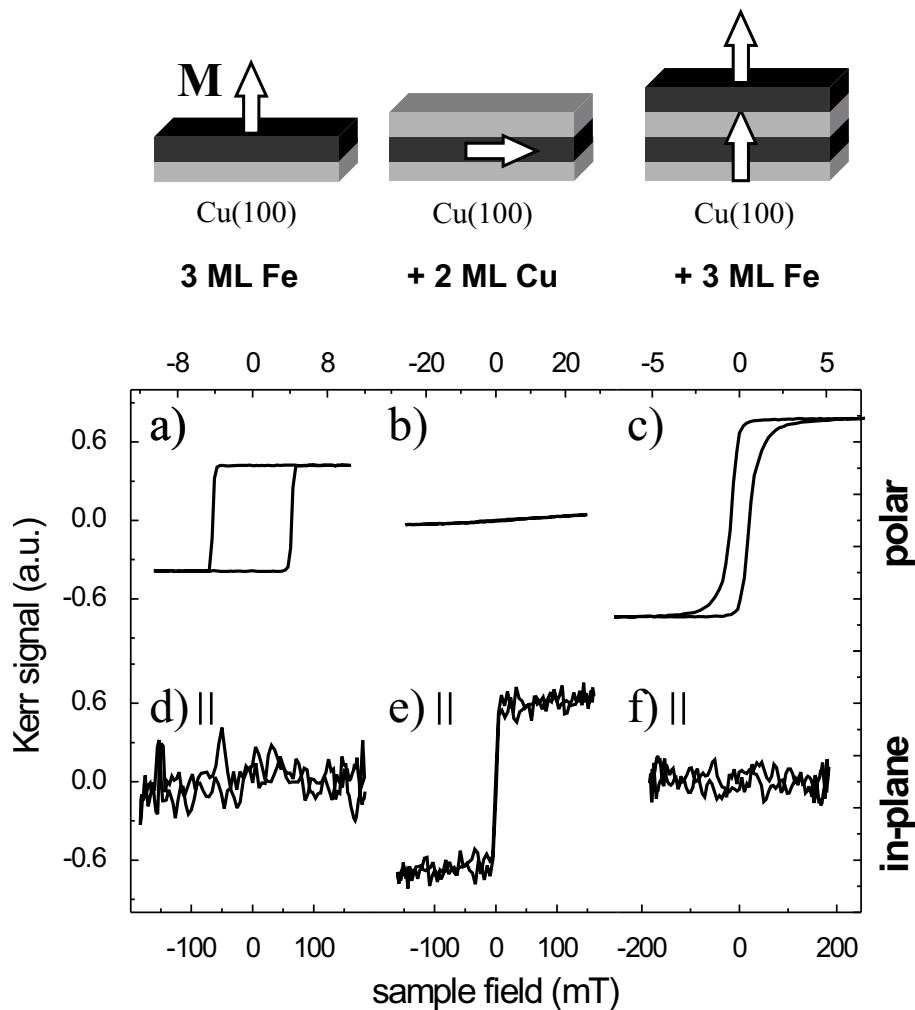 M
Cu(100) Cu(100) Cu(100)
3 ML Fe + 2 ML Cu + 3 ML Fe
-8 0 8 -20 0 20 -5 0 5
a) b) c)
0.6
0.0
-0.6
polar
Kerr signal (a.u.)
d) || e) || f) ||
0.6
0.0
-0.6
in-plane
-100 0 100 -100 0 100 -200 0 200
sample field (mT)